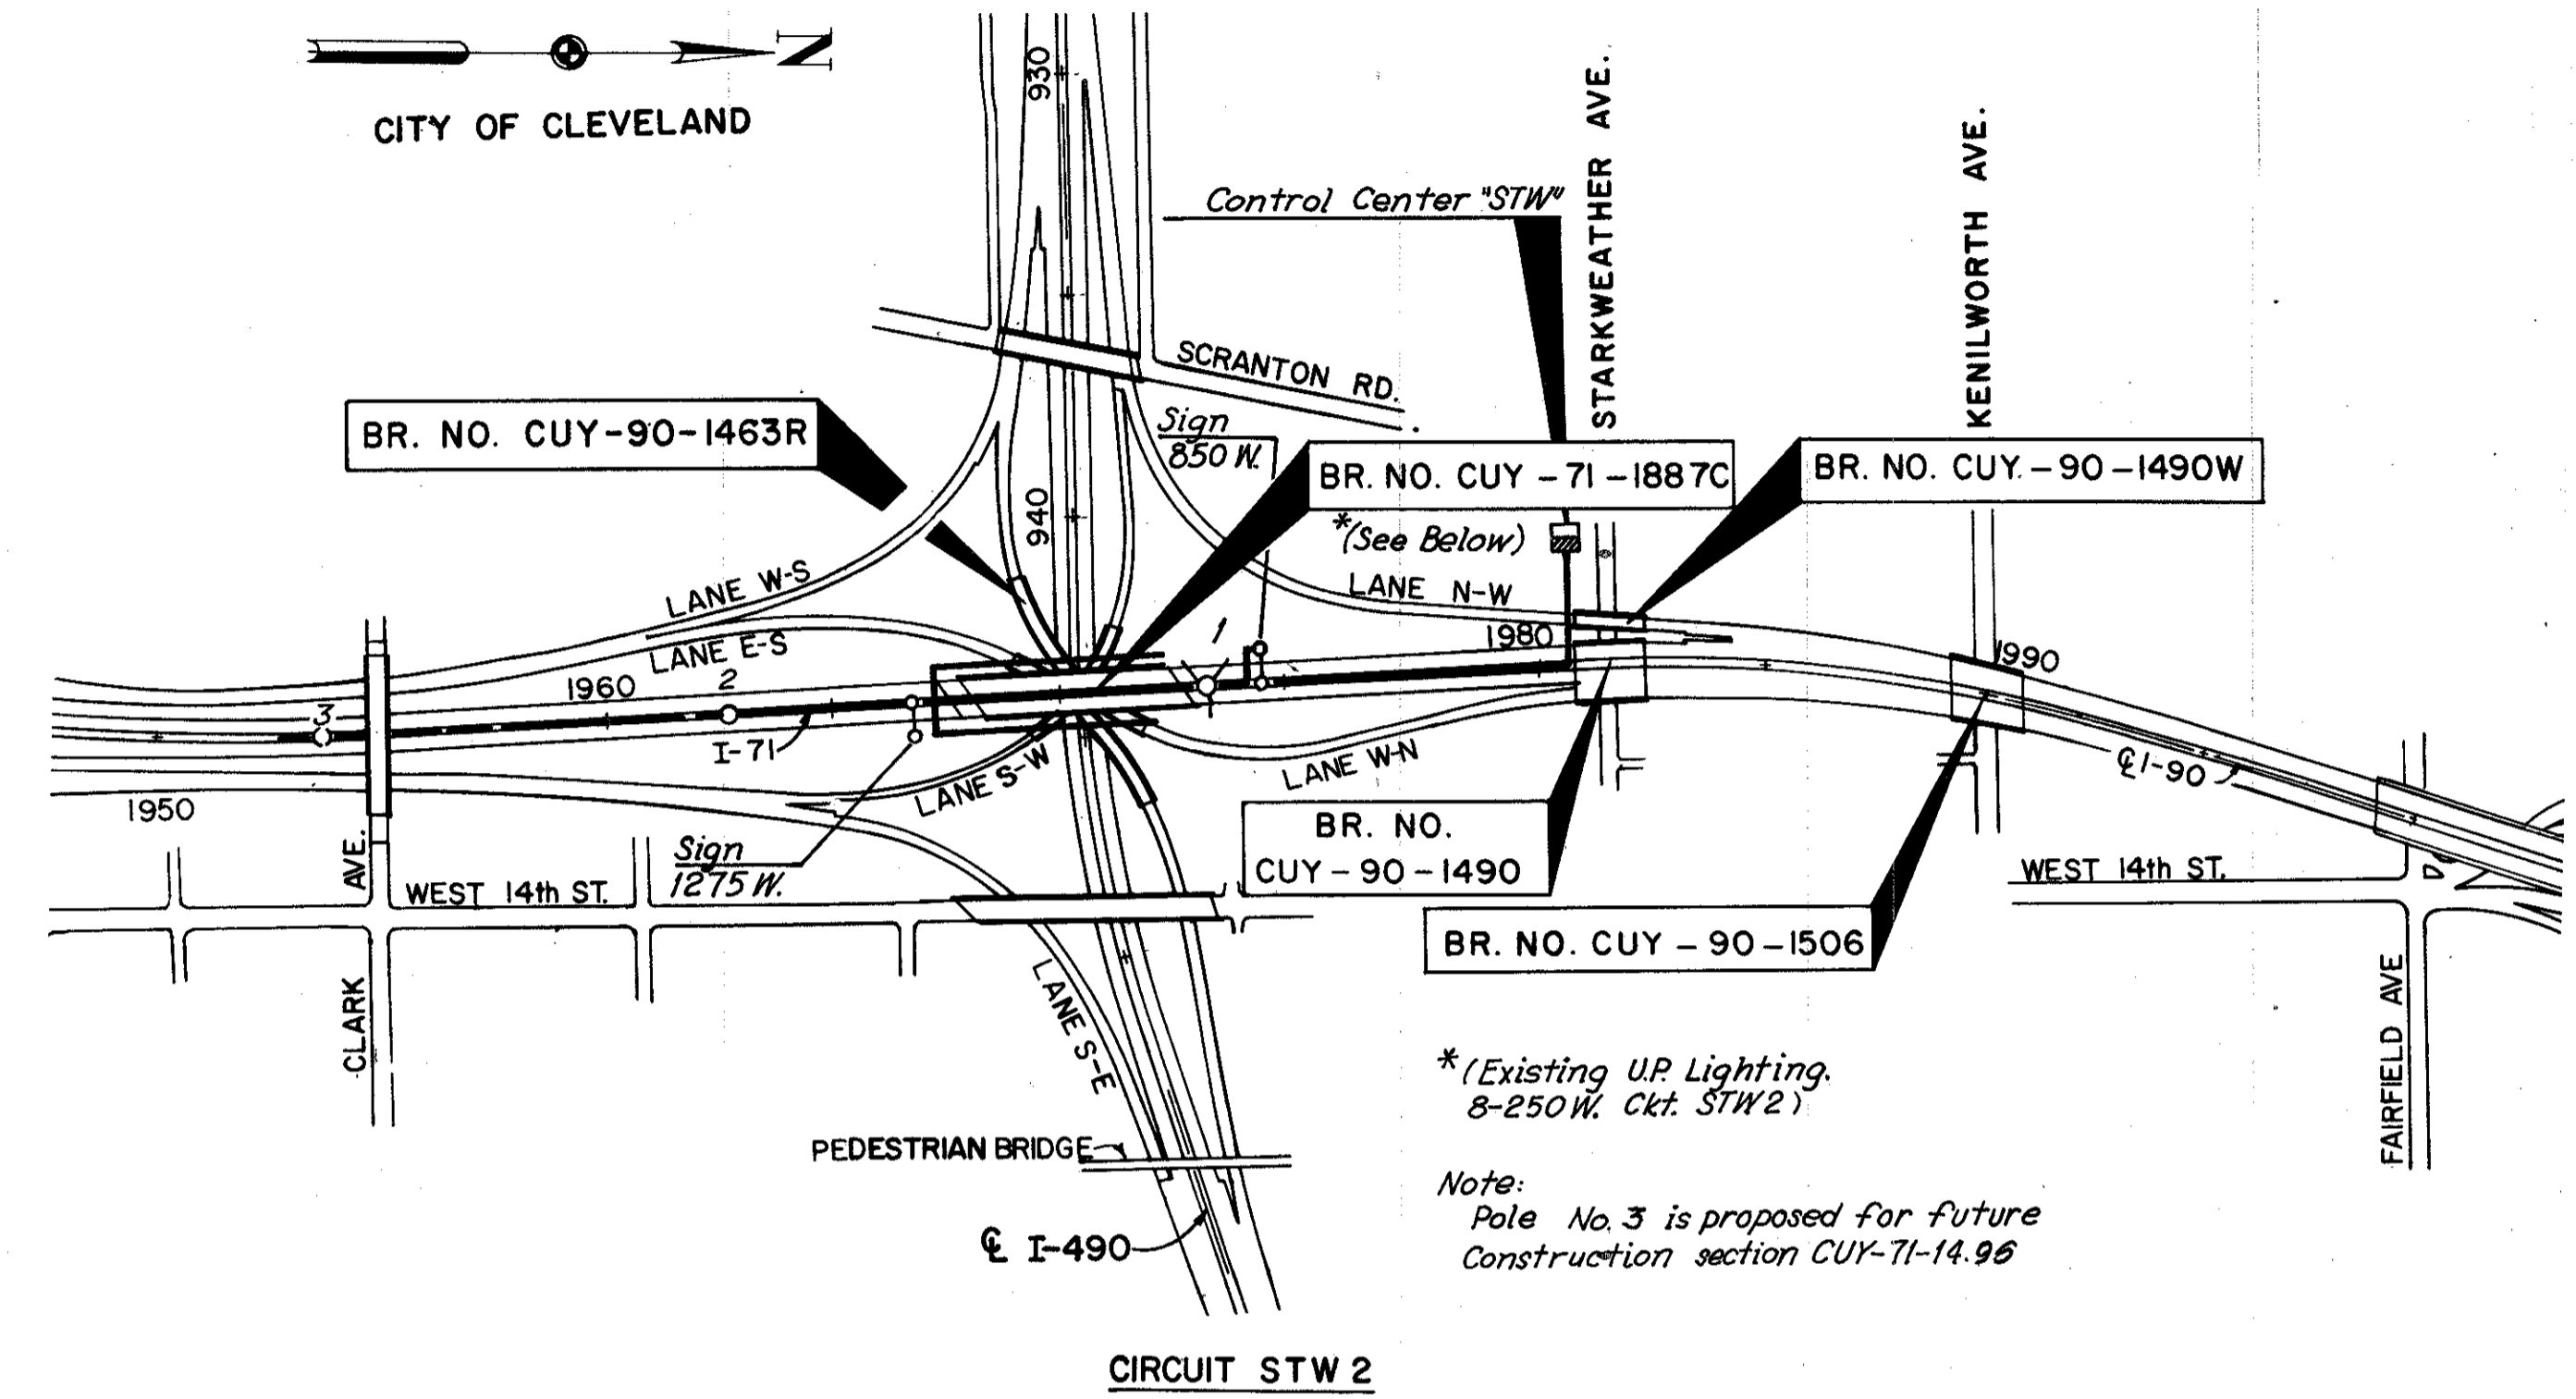 N
CITY OF CLEVELAND
930
STARKWEATHER AVE.
KENILWORTH AVE.
Control Center "STW"
SCRANTON RD.
BR. NO. CUY-90-1463R
Sign
850 W.
BR. NO. CUY - 71 - 1887C
BR. NO. CUY. - 90 - 1490W
940
*(See Below)
LANE W-S
LANE N-W
LANE E-S
1
1980
1990
1960
2
3
I-71
LANE S-W
LANE W-N
℄ I-90
1950
BR. NO.
CUY - 90 - 1490
Sign
1275 W.
CLARK AVE.
WEST 14th ST.
WEST 14th ST.
BR. NO. CUY - 90 - 1506
LANE S-E
FAIRFIELD AVE
*(Existing U.P. Lighting.
8-250 W. Ckt. STW 2)
PEDESTRIAN BRIDGE
Note:
Pole No. 3 is proposed for future
Construction section CUY-71-14.96
℄ I-490
CIRCUIT STW 2